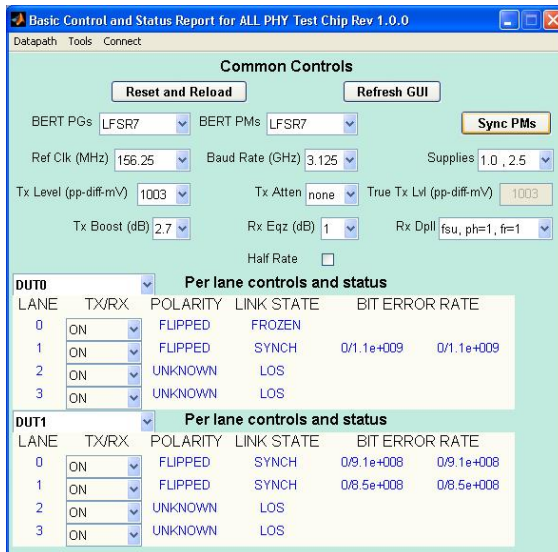 Basic Control and Status Report for ALL PHY Test Chip Rev 1.0.0
Datapath Tools Connect
Common Controls
Reset and Reload Refresh GUI
BERT PGs LFSR7 BERT PMs LFSR7 Sync PMs
Ref Clk (MHz) 156.25 Baud Rate (GHz) 3.125 Supplies 1.0 , 2.5
Tx Level (pp-diff-mV) 1003 Tx Atten none True Tx Lvl (pp-diff-mV) 1003
Tx Boost (dB) 2.7 Rx Eqz (dB) 1 Rx Dpll fsu, ph=1, fr=1
Half Rate
DUT0 Per lane controls and status
LANE TX/RX POLARITY LINK STATE BIT ERROR RATE
0 ON FLIPPED FROZEN
1 ON FLIPPED SYNCH 0/1.1e+009 0/1.1e+009
2 ON UNKNOWN LOS
3 ON UNKNOWN LOS
DUT1 Per lane controls and status
LANE TX/RX POLARITY LINK STATE BIT ERROR RATE
0 ON FLIPPED SYNCH 0/9.1e+008 0/9.1e+008
1 ON FLIPPED SYNCH 0/8.5e+008 0/8.5e+008
2 ON UNKNOWN LOS
3 ON UNKNOWN LOS